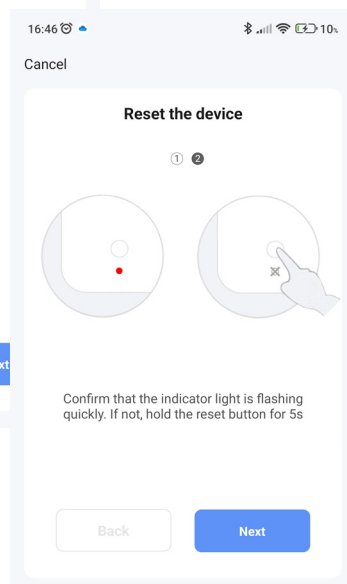 16:46
10%
Cancel
Reset the device
1 2
xt
Confirm that the indicator light is flashing
quickly. If not, hold the reset button for 5s
Back
Next